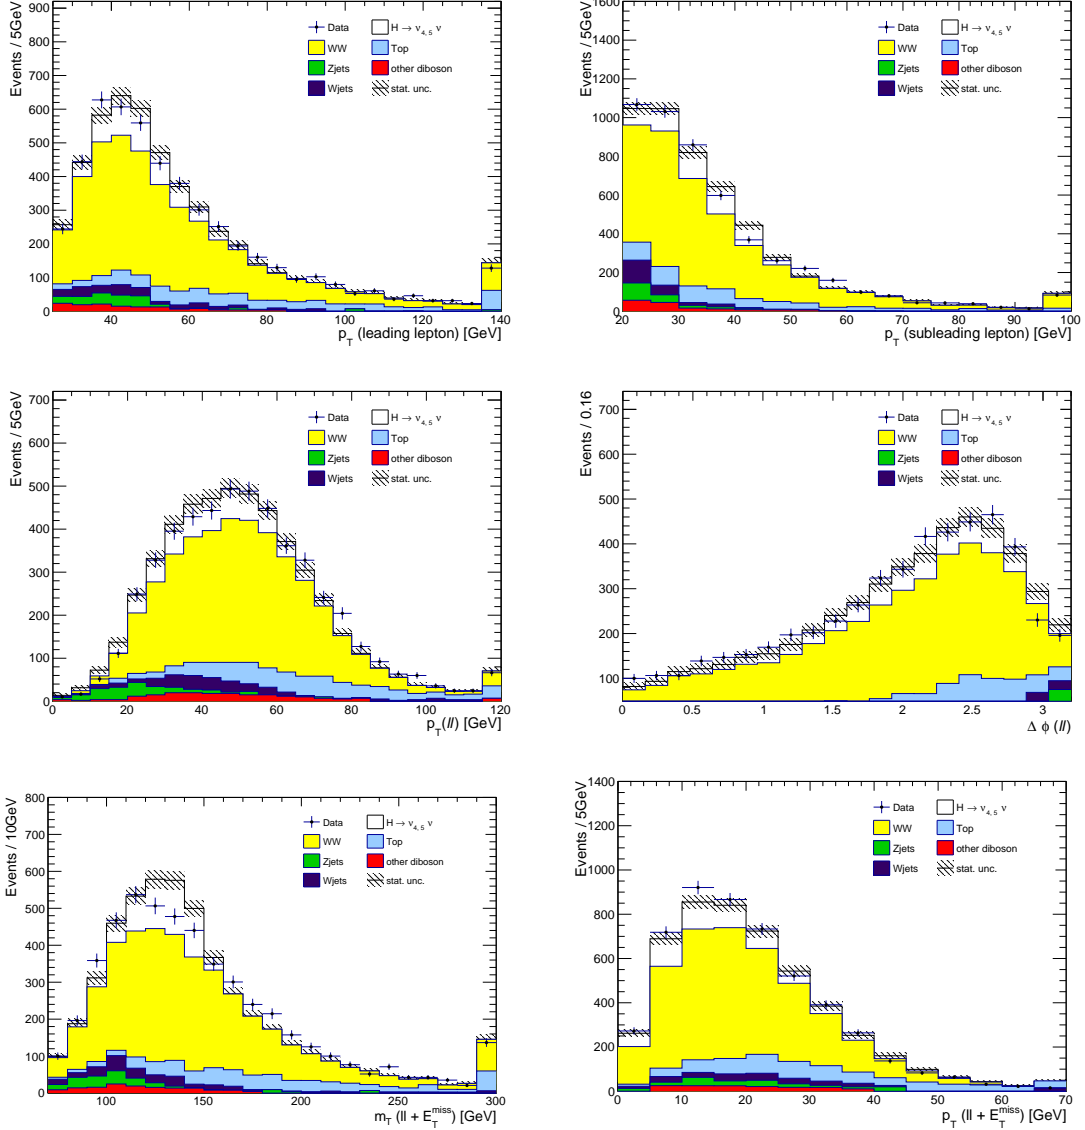 Events / 5GeV
900
800
700
600
500
400
300
200
100
0
Data
H → ν4, 5 ν
WW
Top
Zjets
other diboson
Wjets
stat. unc.
40 60 80 100 120 140
pT (leading lepton) [GeV]
Events / 5GeV
1600
1400
1200
1000
800
600
400
200
0
Data
H → ν4, 5 ν
WW
Top
Zjets
other diboson
Wjets
stat. unc.
20 30 40 50 60 70 80 90 100
pT (subleading lepton) [GeV]
Events / 5GeV
700
600
500
400
300
200
100
0
Data
H → ν4, 5 ν
WW
Top
Zjets
other diboson
Wjets
stat. unc.
0 20 40 60 80 100 120
pT(ll) [GeV]
Events / 0.16
700
600
500
400
300
200
100
Data
H → ν4, 5 ν
WW
Top
Zjets
other diboson
Wjets
stat. unc.
0 0.5 1 1.5 2 2.5 3
Δ ϕ (ll)
Events / 10GeV
800
700
600
500
400
300
200
100
0
Data
H → ν4, 5 ν
WW
Top
Zjets
other diboson
Wjets
stat. unc.
100 150 200 250 300
mT (ll + ETmiss) [GeV]
Events / 5GeV
1400
1200
1000
800
600
400
200
0
Data
H → ν4, 5 ν
WW
Top
Zjets
other diboson
Wjets
stat. unc.
0 10 20 30 40 50 60 70
pT (ll + ETmiss) [GeV]